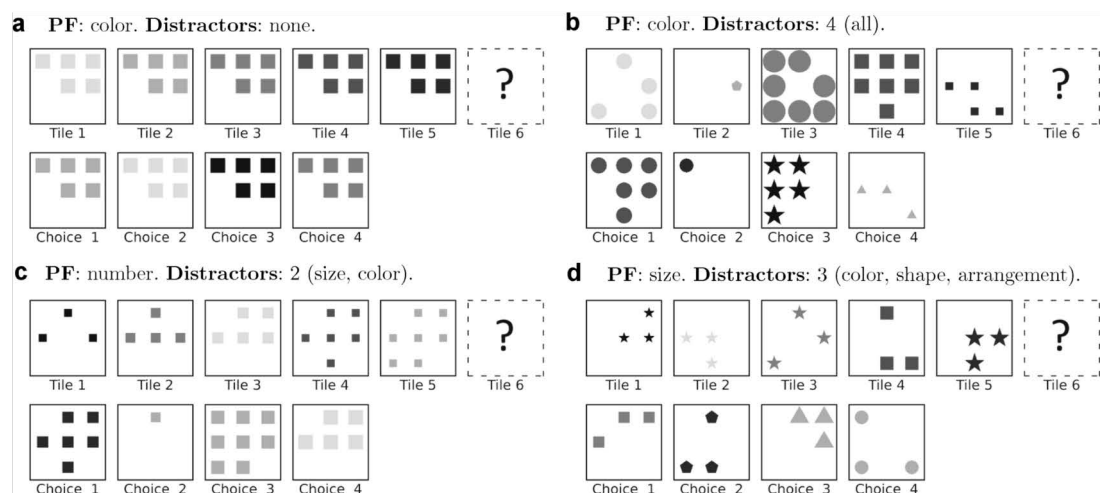 a PF: color. Distractors: none.
?
Tile 1 Tile 2 Tile 3 Tile 4 Tile 5 Tile 6
Choice 1 Choice 2 Choice 3 Choice 4
b PF: color. Distractors: 4 (all).
?
Tile 1 Tile 2 Tile 3 Tile 4 Tile 5 Tile 6
Choice 1 Choice 2 Choice 3 Choice 4
c PF: number. Distractors: 2 (size, color).
?
Tile 1 Tile 2 Tile 3 Tile 4 Tile 5 Tile 6
Choice 1 Choice 2 Choice 3 Choice 4
d PF: size. Distractors: 3 (color, shape, arrangement).
?
Tile 1 Tile 2 Tile 3 Tile 4 Tile 5 Tile 6
Choice 1 Choice 2 Choice 3 Choice 4